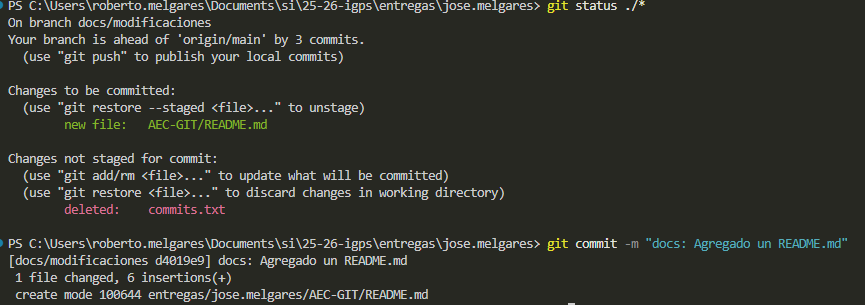 PS C:\Users\roberto.melgares\Documents\si\25-26-igps\entregas\jose.melgares> git status ./*
On branch docs/modificaciones
Your branch is ahead of 'origin/main' by 3 commits.
  (use "git push" to publish your local commits)

Changes to be committed:
  (use "git restore --staged <file>..." to unstage)
        new file:   AEC-GIT/README.md

Changes not staged for commit:
  (use "git add/rm <file>..." to update what will be committed)
  (use "git restore <file>..." to discard changes in working directory)
        deleted:    commits.txt

PS C:\Users\roberto.melgares\Documents\si\25-26-igps\entregas\jose.melgares> git commit -m "docs: Agregado un README.md"
[docs/modificaciones d4019e9] docs: Agregado un README.md
 1 file changed, 6 insertions(+)
 create mode 100644 entregas/jose.melgares/AEC-GIT/README.md